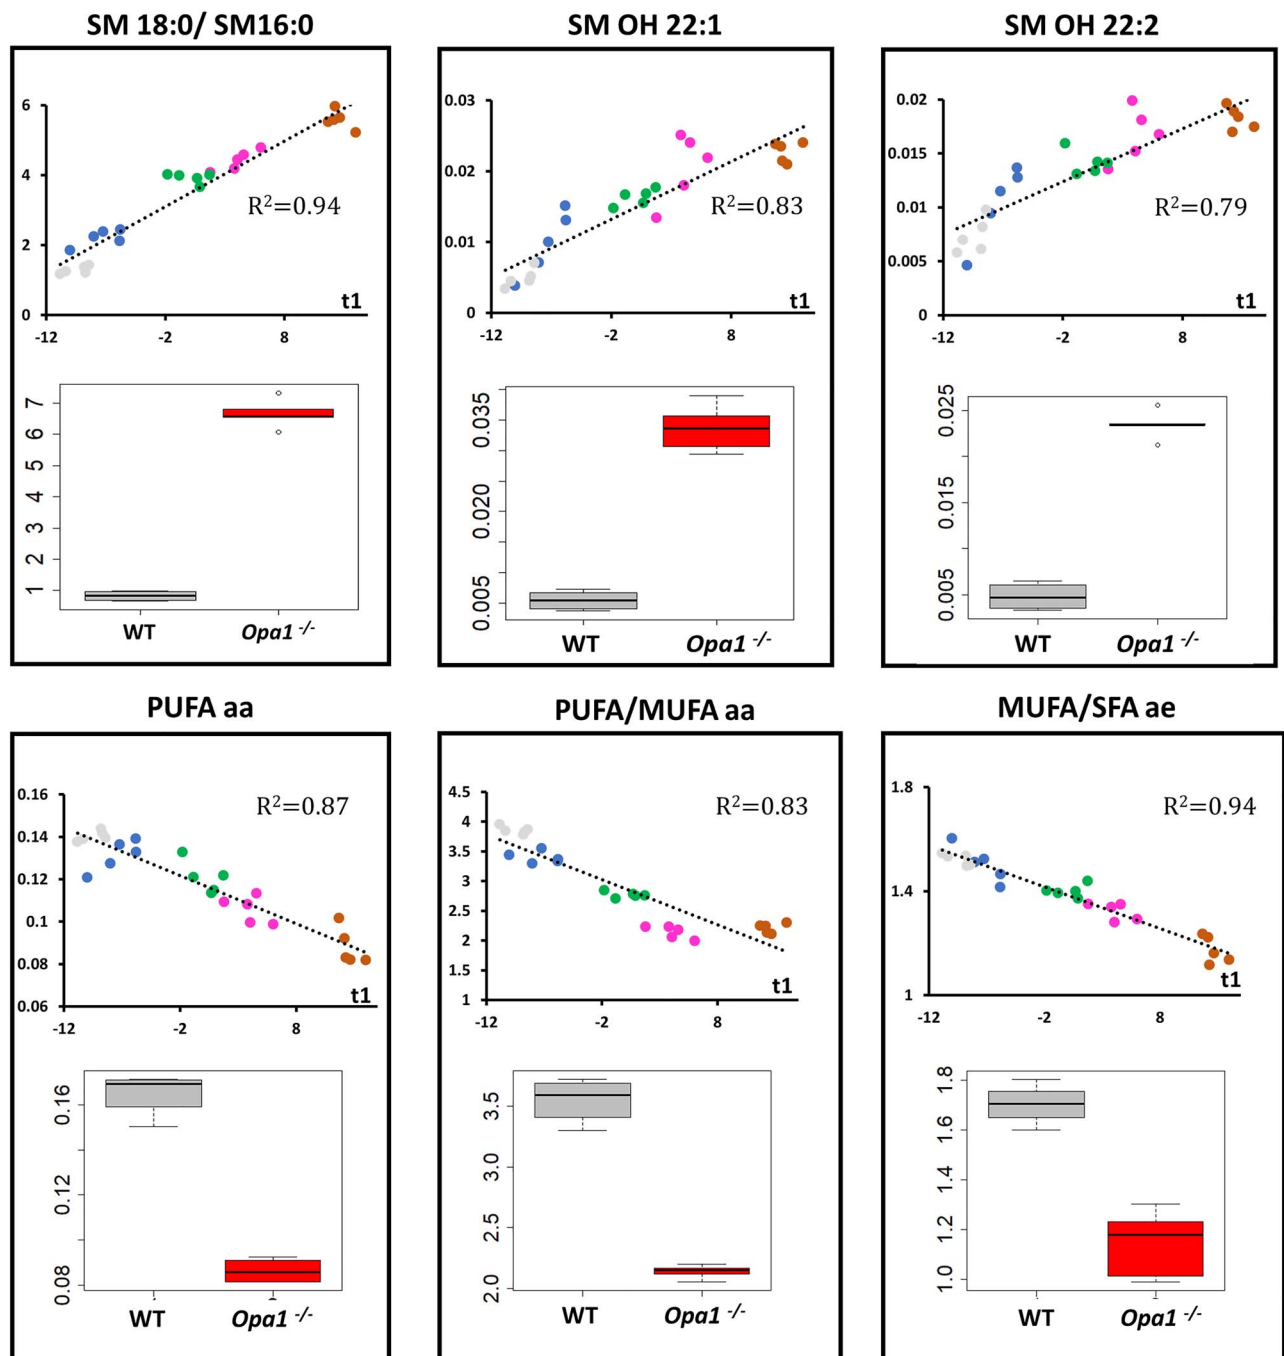 SM 18:0/ SM16:0
6
4
2
0
-12
-2
8
R²=0.94
t1
7
6
5
4
3
2
1
WT
Opa1 -/-
SM OH 22:1
0.03
0.02
0.01
0
-12
-2
8
R²=0.83
t1
0.035
0.020
0.005
WT
Opa1 -/-
SM OH 22:2
0.02
0.015
0.01
0.005
0
-12
-2
8
R²=0.79
t1
0.025
0.015
0.005
WT
Opa1 -/-
PUFA aa
0.16
0.14
0.12
0.1
0.08
0.06
-12
-2
8
R²=0.87
t1
0.16
0.12
0.08
WT
Opa1 -/-
PUFA/MUFA aa
4.5
4
3.5
3
2.5
2
1.5
1
-12
-2
8
R²=0.83
t1
3.5
3.0
2.5
2.0
WT
Opa1 -/-
MUFA/SFA ae
1.8
1.4
1
-12
-2
8
R²=0.94
t1
1.8
1.6
1.4
1.2
1.0
WT
Opa1 -/-